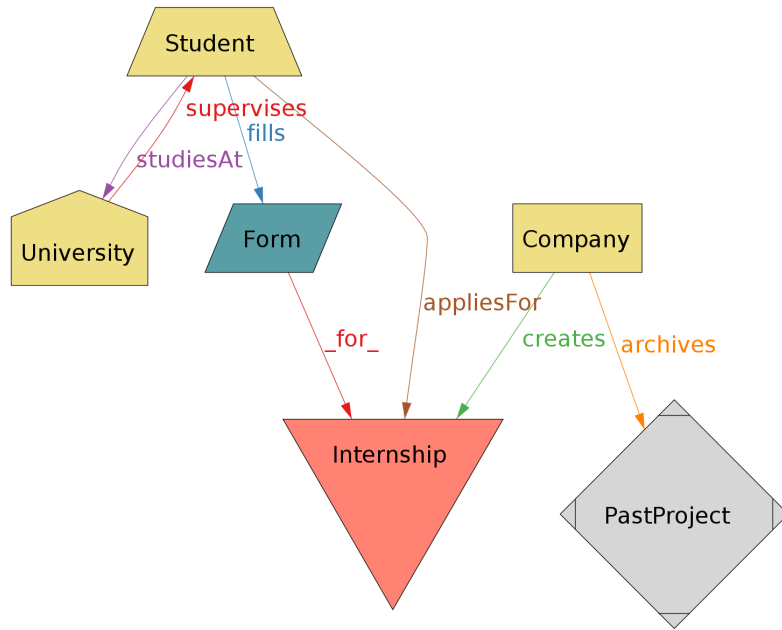 Student
supervises
fills
studiesAt
University
Form
Company
appliesFor
_for_
creates
archives
Internship
PastProject